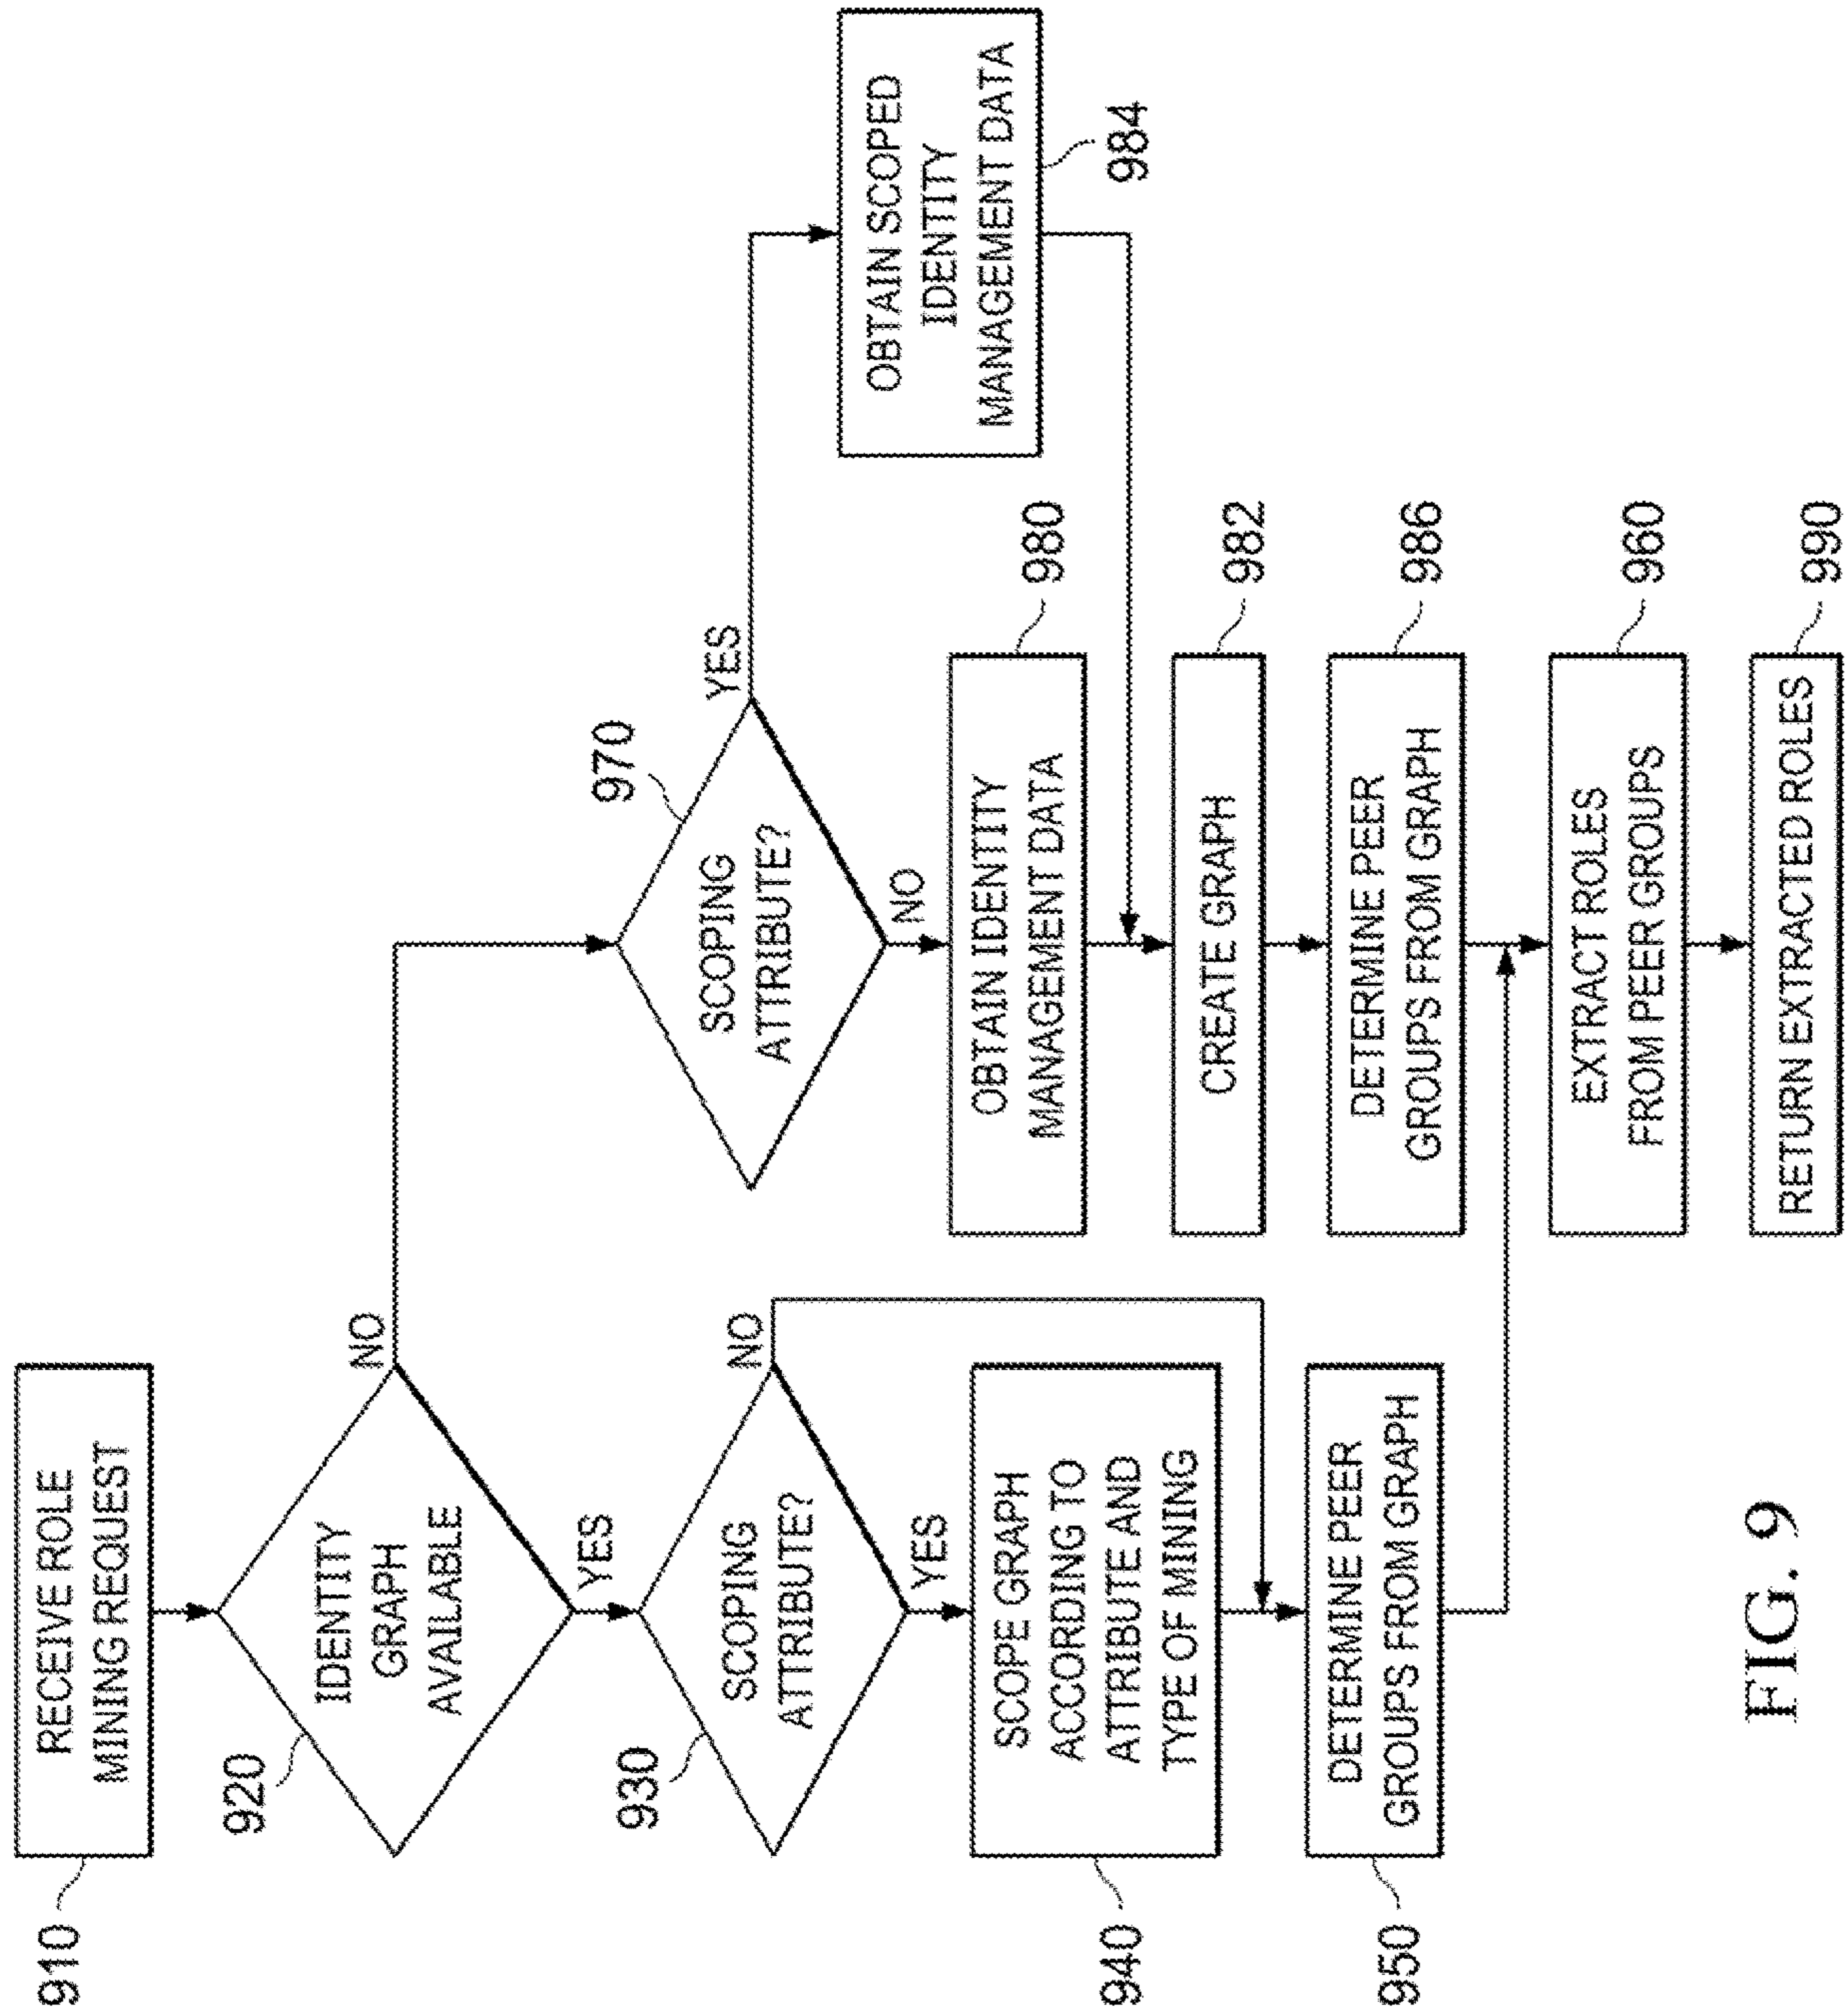 910
RECEIVE ROLE
MINING REQUEST
920
IDENTITY
GRAPH
AVAILABLE
NO
YES
930
SCOPING
ATTRIBUTE?
NO
YES
940
SCOPE GRAPH
ACCORDING TO
ATTRIBUTE AND
TYPE OF MINING
950
DETERMINE PEER
GROUPS FROM GRAPH
970
SCOPING
ATTRIBUTE?
YES
NO
OBTAIN SCOPED
IDENTITY
MANAGEMENT DATA
984
OBTAIN IDENTITY
MANAGEMENT DATA
980
CREATE GRAPH
982
DETERMINE PEER
GROUPS FROM GRAPH
986
EXTRACT ROLES
FROM PEER GROUPS
960
RETURN EXTRACTED ROLES
990
FIG. 9